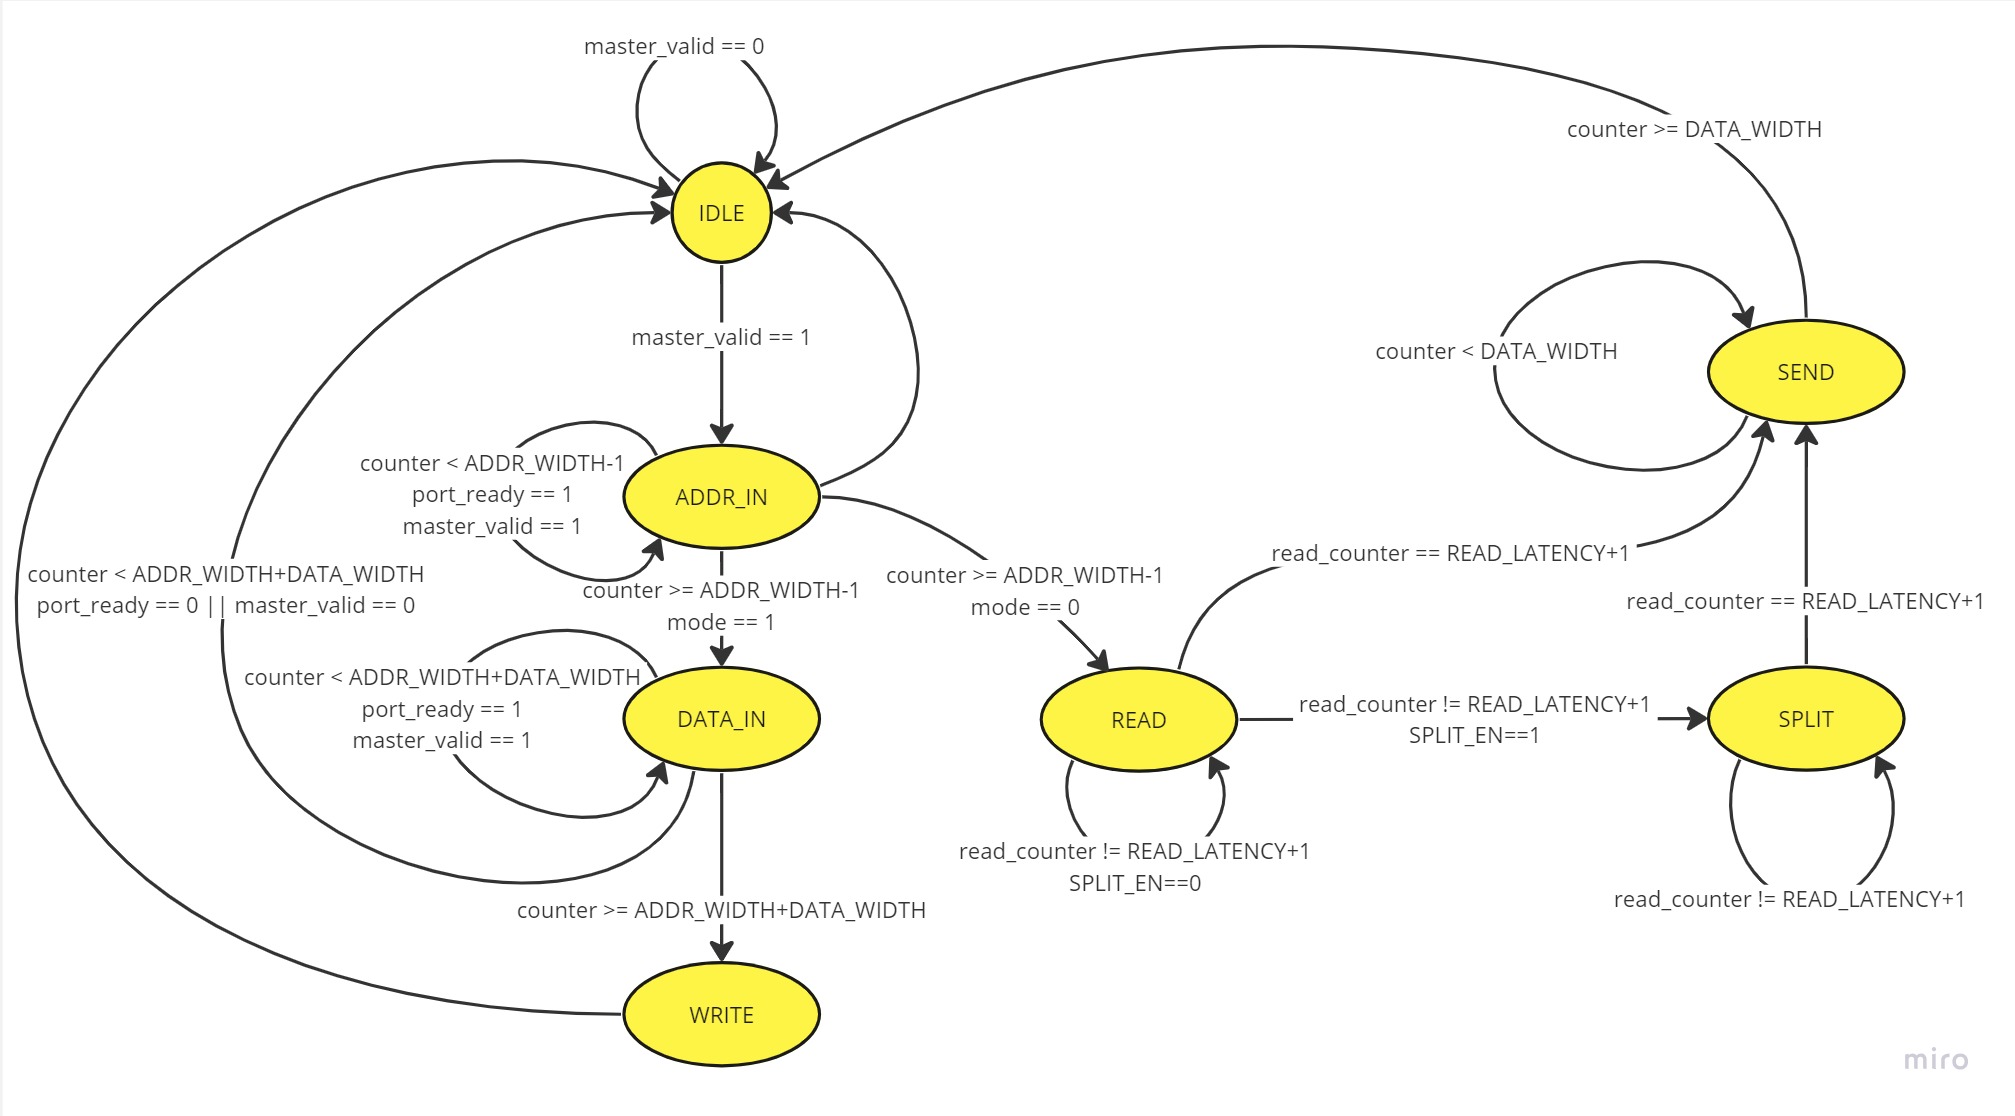 master_valid == 0
counter >= DATA_WIDTH
IDLE
master_valid == 1
counter < DATA_WIDTH
SEND
counter < ADDR_WIDTH-1
port_ready == 1
master_valid == 1
ADDR_IN
read_counter == READ_LATENCY+1
counter < ADDR_WIDTH+DATA_WIDTH
port_ready == 0 || master_valid == 0
counter >= ADDR_WIDTH-1
mode == 1
counter >= ADDR_WIDTH-1
mode == 0
read_counter == READ_LATENCY+1
counter < ADDR_WIDTH+DATA_WIDTH
port_ready == 1
master_valid == 1
DATA_IN
READ
read_counter != READ_LATENCY+1
SPLIT_EN==1
SPLIT
read_counter != READ_LATENCY+1
SPLIT_EN==0
read_counter != READ_LATENCY+1
counter >= ADDR_WIDTH+DATA_WIDTH
WRITE
miro